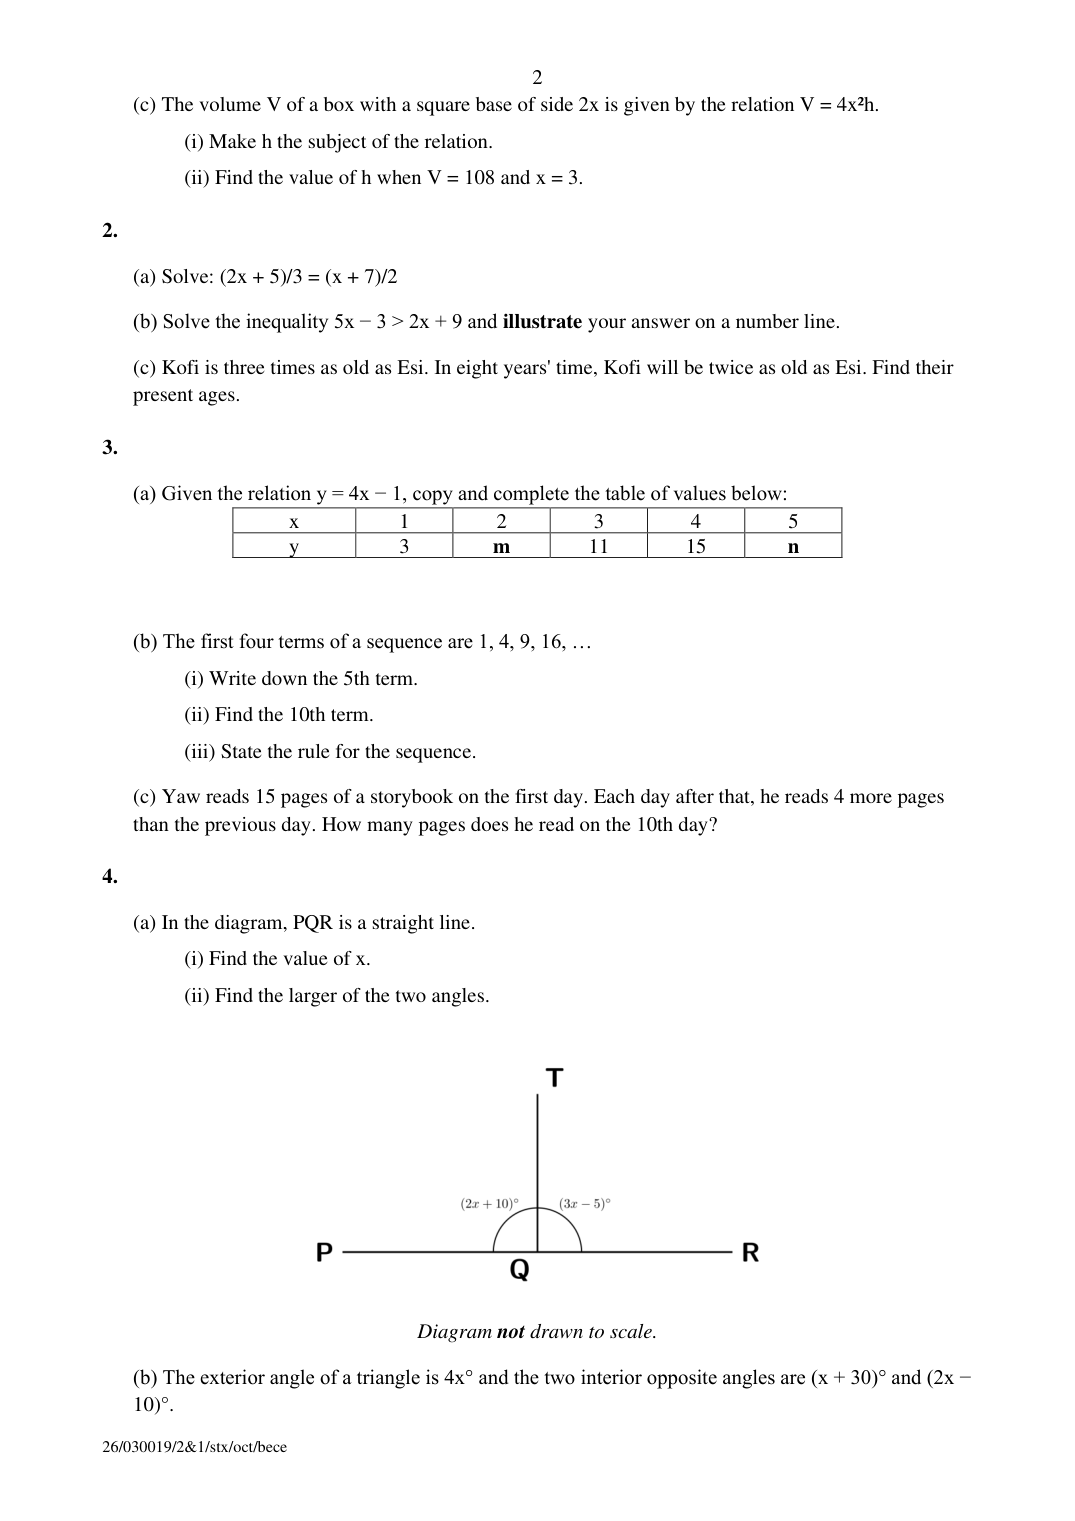 2
(c) The volume V of a box with a square base of side 2x is given by the relation V = 4x²h.
(i) Make h the subject of the relation.
(ii) Find the value of h when V = 108 and x = 3.
2.
(a) Solve: (2x + 5)/3 = (x + 7)/2
(b) Solve the inequality 5x − 3 > 2x + 9 and illustrate your answer on a number line.
(c) Kofi is three times as old as Esi. In eight years' time, Kofi will be twice as old as Esi. Find their
present ages.
3.
(a) Given the relation y = 4x − 1, copy and complete the table of values below:
x 1 2 3 4 5
y 3 m 11 15 n
(b) The first four terms of a sequence are 1, 4, 9, 16, …
(i) Write down the 5th term.
(ii) Find the 10th term.
(iii) State the rule for the sequence.
(c) Yaw reads 15 pages of a storybook on the first day. Each day after that, he reads 4 more pages
than the previous day. How many pages does he read on the 10th day?
4.
(a) In the diagram, PQR is a straight line.
(i) Find the value of x.
(ii) Find the larger of the two angles.
T
(2x + 10)° (3x − 5)°
P R
Q
Diagram not drawn to scale.
(b) The exterior angle of a triangle is 4x° and the two interior opposite angles are (x + 30)° and (2x −
10)°.
26/030019/2&1/stx/oct/bece